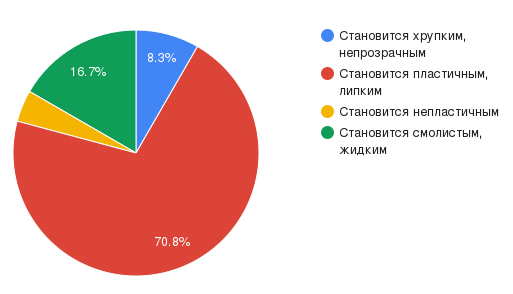 8.3%
16.7%
70.8%
Становится хрупким,
непрозрачным
Становится пластичным,
липким
Становится непластичным
Становится смолистым,
жидким